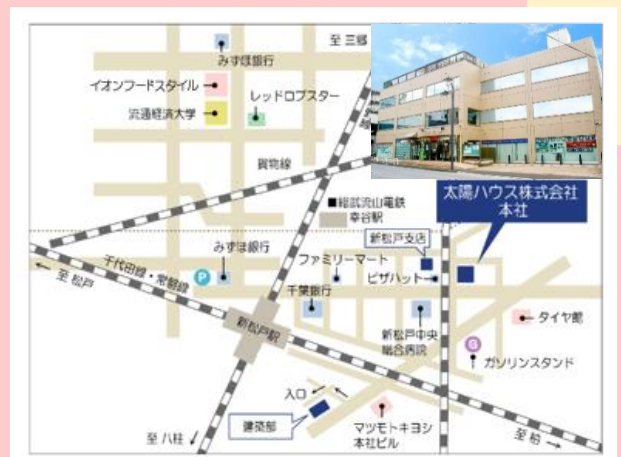 至 三郷
みずほ銀行
イオンフードスタイル
レッドロブスター
流通経済大学
貨物線
太陽ハウス株式会社
本社
■総武流山電鉄
幸谷駅
新松戸支店
みずほ銀行
ファミリーマート
ピザハット
千代田線・常磐線
← 至 松戸
P
千葉銀行
新松戸駅
新松戸中央
総合病院
タイヤ館
G
ガソリンスタンド
入口
建築部
マツモトキヨシ
本社ビル
至 八柱
至 柏 →